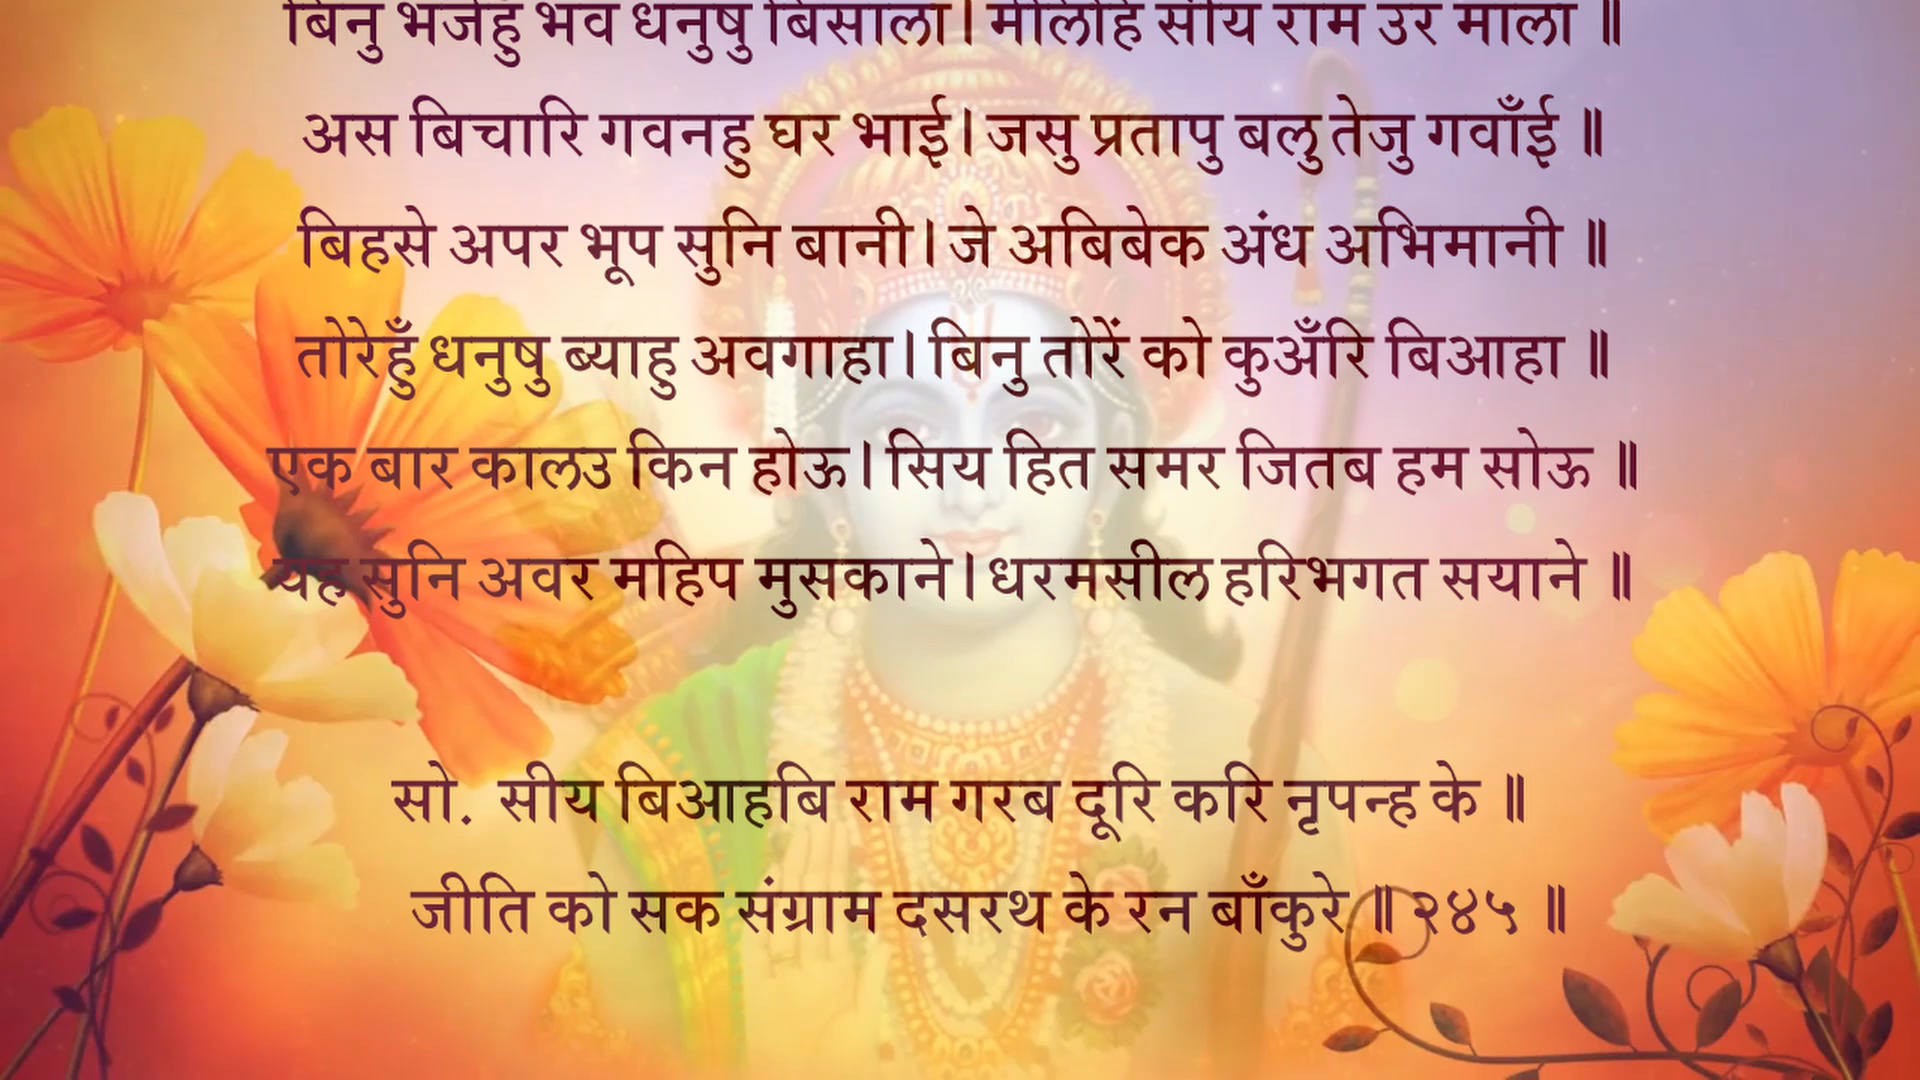 बिनु भंजेहुँ भव धनुषु बिसाला। मेलिहि सीय राम उर माला ॥
अस बिचारि गवनहु घर भाई। जसु प्रतापु बलु तेजु गवाँई ॥
बिहसे अपर भूप सुनि बानी। जे अबिबेक अंध अभिमानी ॥
तोरेहुँ धनुषु ब्याहु अवगाहा। बिनु तोरें को कुअँरि बिआहा ॥
एक बार कालउ किन होऊ। सिय हित समर जितब हम सोऊ ॥
यह सुनि अवर महिप मुसकाने। धरमसील हरिभगत सयाने ॥
सो. सीय बिआहबि राम गरब दूरि करि नृपन्ह के ॥
जीति को सक संग्राम दसरथ के रन बाँकुरे ॥ २४५ ॥